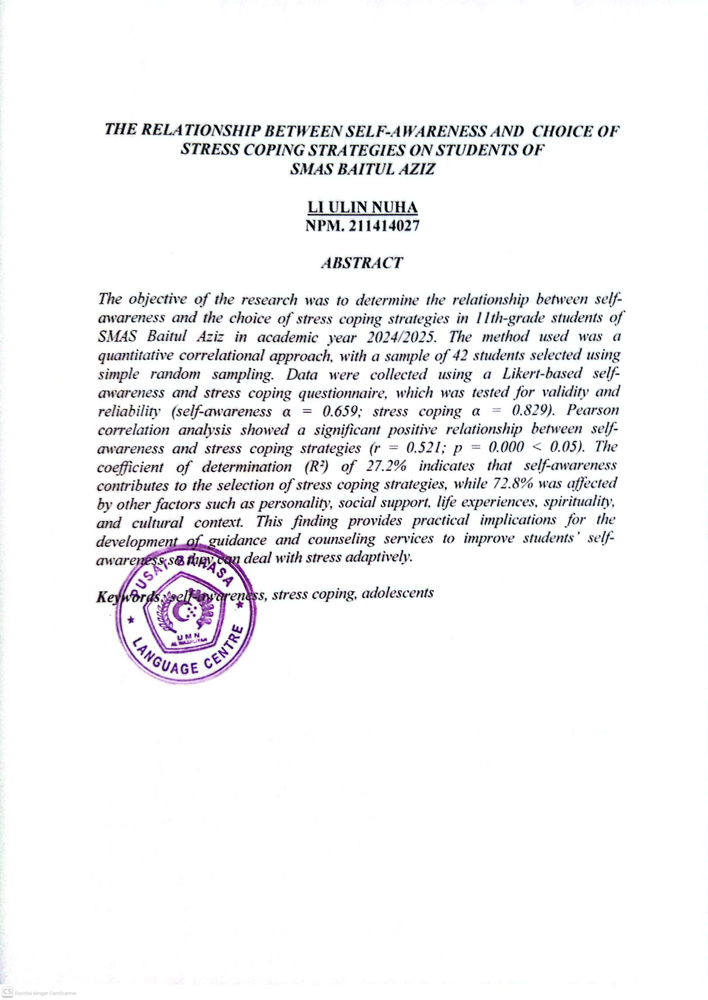 THE RELATIONSHIP BETWEEN SELF-AWARENESS AND CHOICE OF
STRESS COPING STRATEGIES ON STUDENTS OF
SMAS BAITUL AZIZ
LI ULIN NUHA
NPM. 211414027
ABSTRACT
The objective of the research was to determine the relationship between self-
awareness and the choice of stress coping strategies in 11th-grade students of
SMAS Baitul Aziz in academic year 2024/2025. The method used was a
quantitative correlational approach, with a sample of 42 students selected using
simple random sampling. Data were collected using a Likert-based self-
awareness and stress coping questionnaire, which was tested for validity and
reliability (self-awareness α = 0.659; stress coping α = 0.829). Pearson
correlation analysis showed a significant positive relationship between self-
awareness and stress coping strategies (r = 0.521; p = 0.000 < 0.05). The
coefficient of determination (R²) of 27.2% indicates that self-awareness
contributes to the selection of stress coping strategies, while 72.8% was affected
by other factors such as personality, social support, life experiences, spirituality,
and cultural context. This finding provides practical implications for the
development of guidance and counseling services to improve students' self-
awareness so they can deal with stress adaptively.
Keywords: self-awareness, stress coping, adolescents
PUSAT BAHASA
UMN
AL WASHLIYAH
LANGUAGE CENTRE
CS Dipindai dengan CamScanner